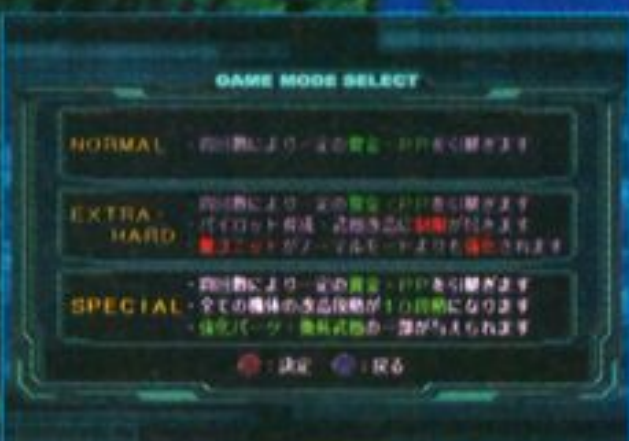 GAME MODE SELECT
NORMAL ・周回数により一定の資金・PPを引継ぎます
EXTRA-HARD ・周回数により一定の資金・PPを引継ぎます
・パイロット育成・武器改造に制限が付きます
・敵ユニットがノーマルモードよりも強化されます
SPECIAL ・周回数により一定の資金・PPを引継ぎます
・全ての機体の改造段階が10段階になります
・強化パーツ・換装武器の一部が与えられます
：決定 ：戻る